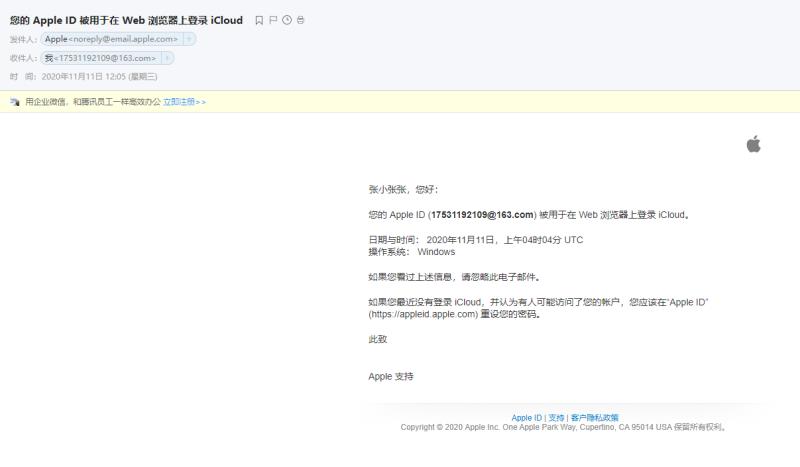 您的 Apple ID 被用于在 Web 浏览器上登录 iCloud
发件人：Apple<noreply@email.apple.com>
收件人：我<17531192109@163.com>
时 间：2020年11月11日 12:05 (星期三)
用企业微信，和腾讯员工一样高效办公 立即注册>>
张小张张，您好：
您的 Apple ID (17531192109@163.com) 被用于在 Web 浏览器上登录 iCloud。
日期与时间： 2020年11月11日，上午04时04分 UTC
操作系统： Windows
如果您看过上述信息，请忽略此电子邮件。
如果您最近没有登录 iCloud，并认为有人可能访问了您的帐户，您应该在“Apple ID”
(https://appleid.apple.com) 重设您的密码。
此致
Apple 支持
Apple ID | 支持 | 客户隐私政策
Copyright © 2020 Apple Inc. One Apple Park Way, Cupertino, CA 95014 USA 保留所有权利。